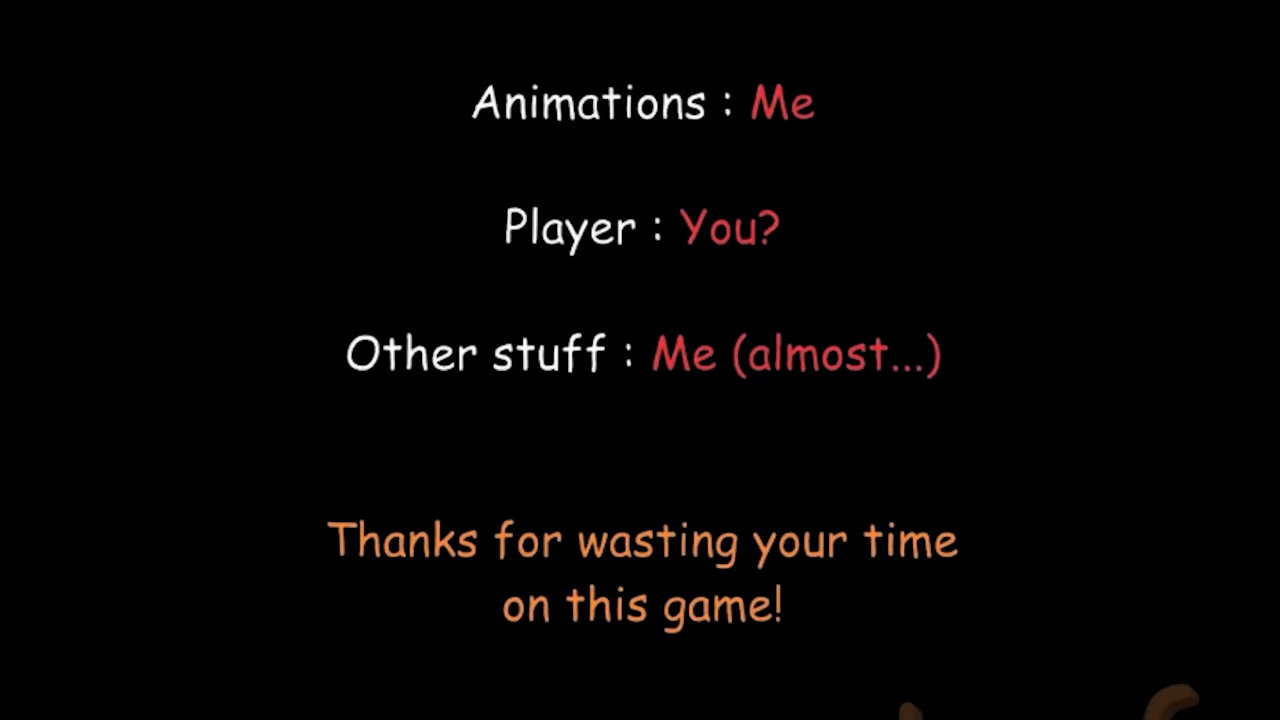 Animations : Me
Player : You?
Other stuff : Me (almost...)
Thanks for wasting your time
on this game!